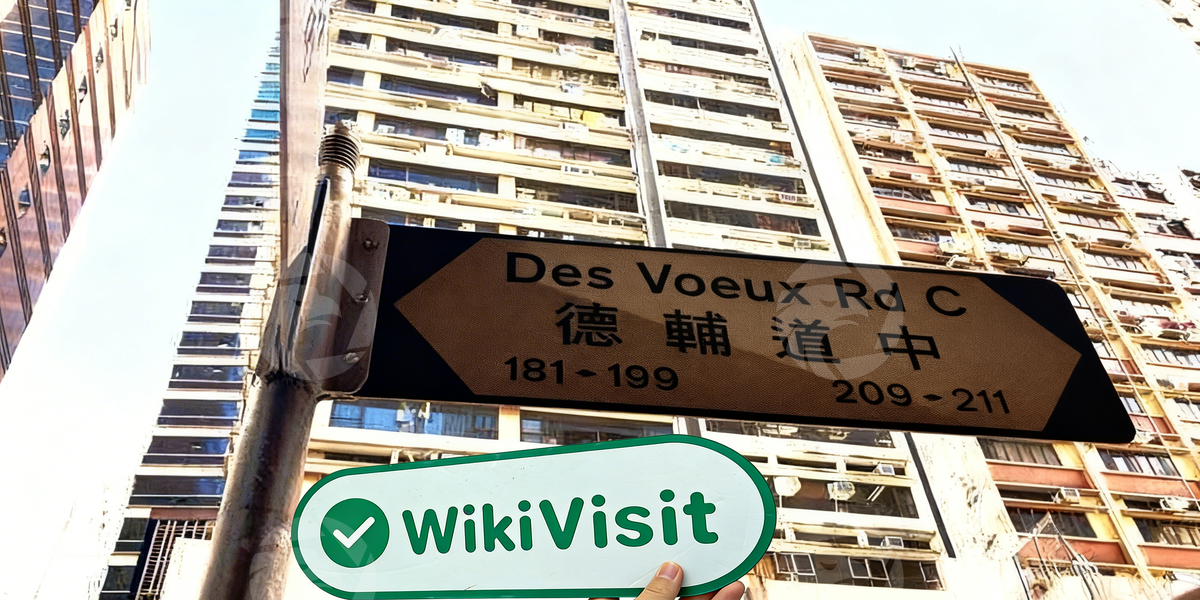 Des Voeux Rd C
德輔道中
181-199 209-211
WikiVisit